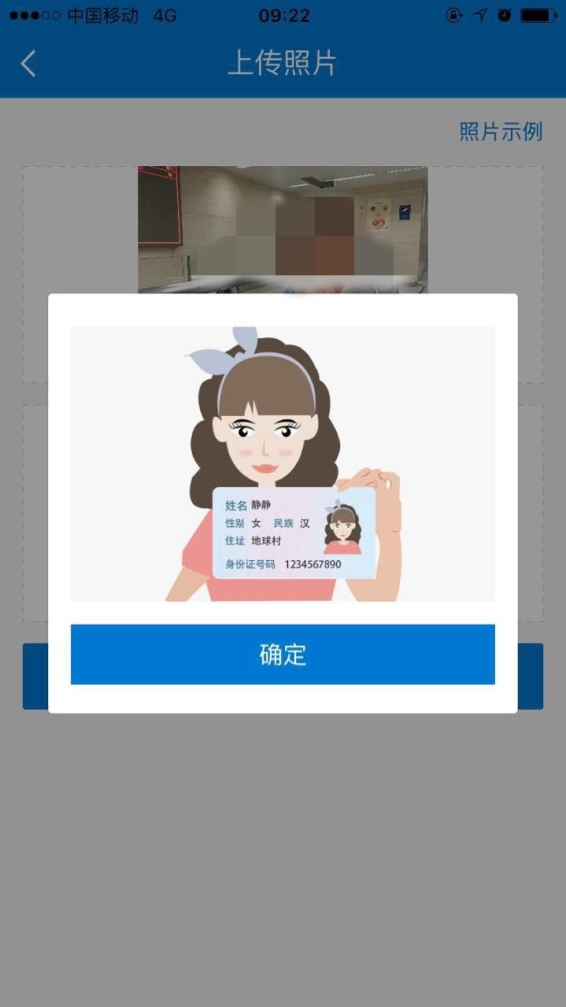 中国移动 4G 09:22
上传照片
照片示例
姓名 静静
性别 女 民族 汉
住址 地球村
身份证号码 1234567890
确定